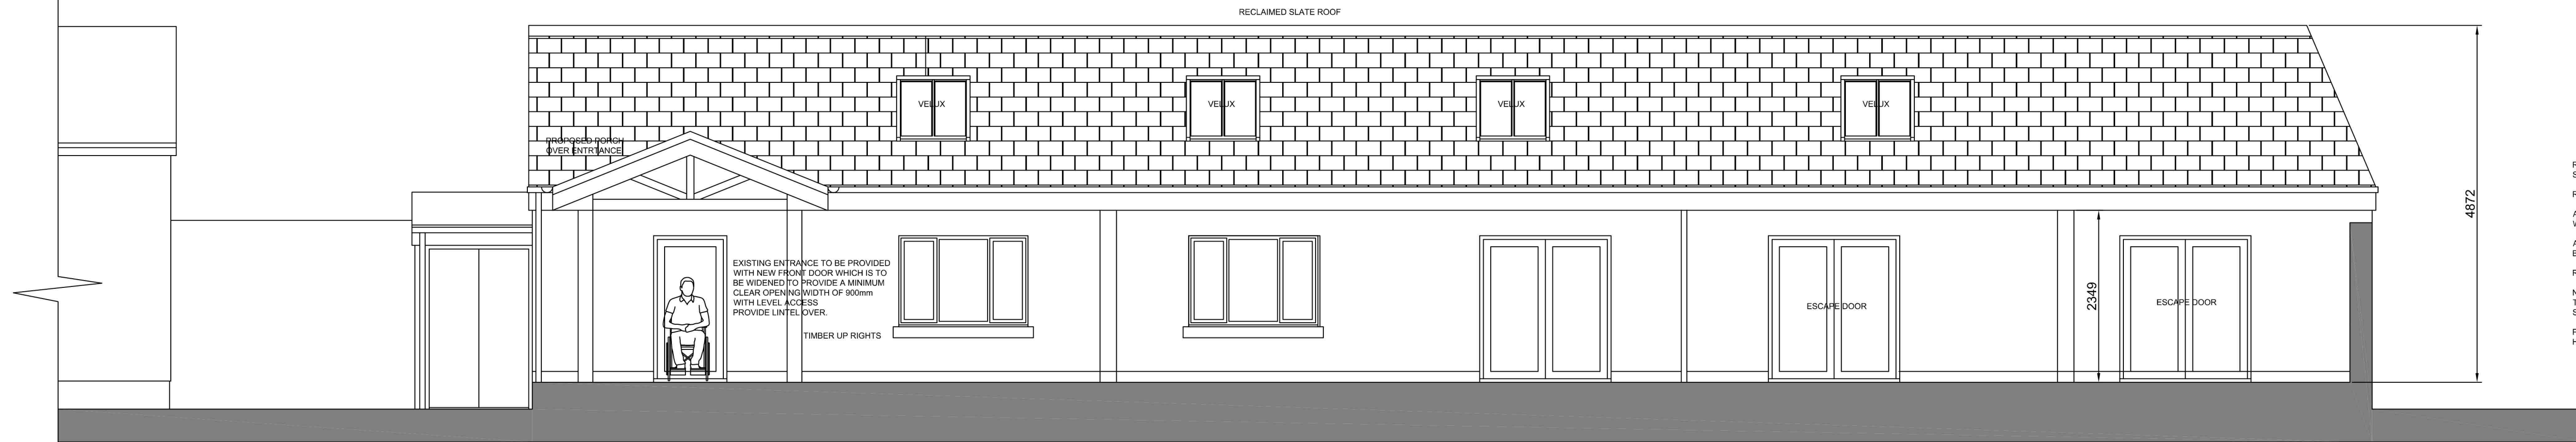 RECLAIMED SLATE ROOF
VELUX
VELUX
VELUX
VELUX
PROPOSED PORCH
OVER ENTRTANCE
4872
EXISTING ENTRANCE TO BE PROVIDED
WITH NEW FRONT DOOR WHICH IS TO
BE WIDENED TO PROVIDE A MINIMUM
CLEAR OPENING WIDTH OF 900mm
WITH LEVEL ACCESS
PROVIDE LINTEL OVER.
TIMBER UP RIGHTS
ESCAPE DOOR
2349
ESCAPE DOOR